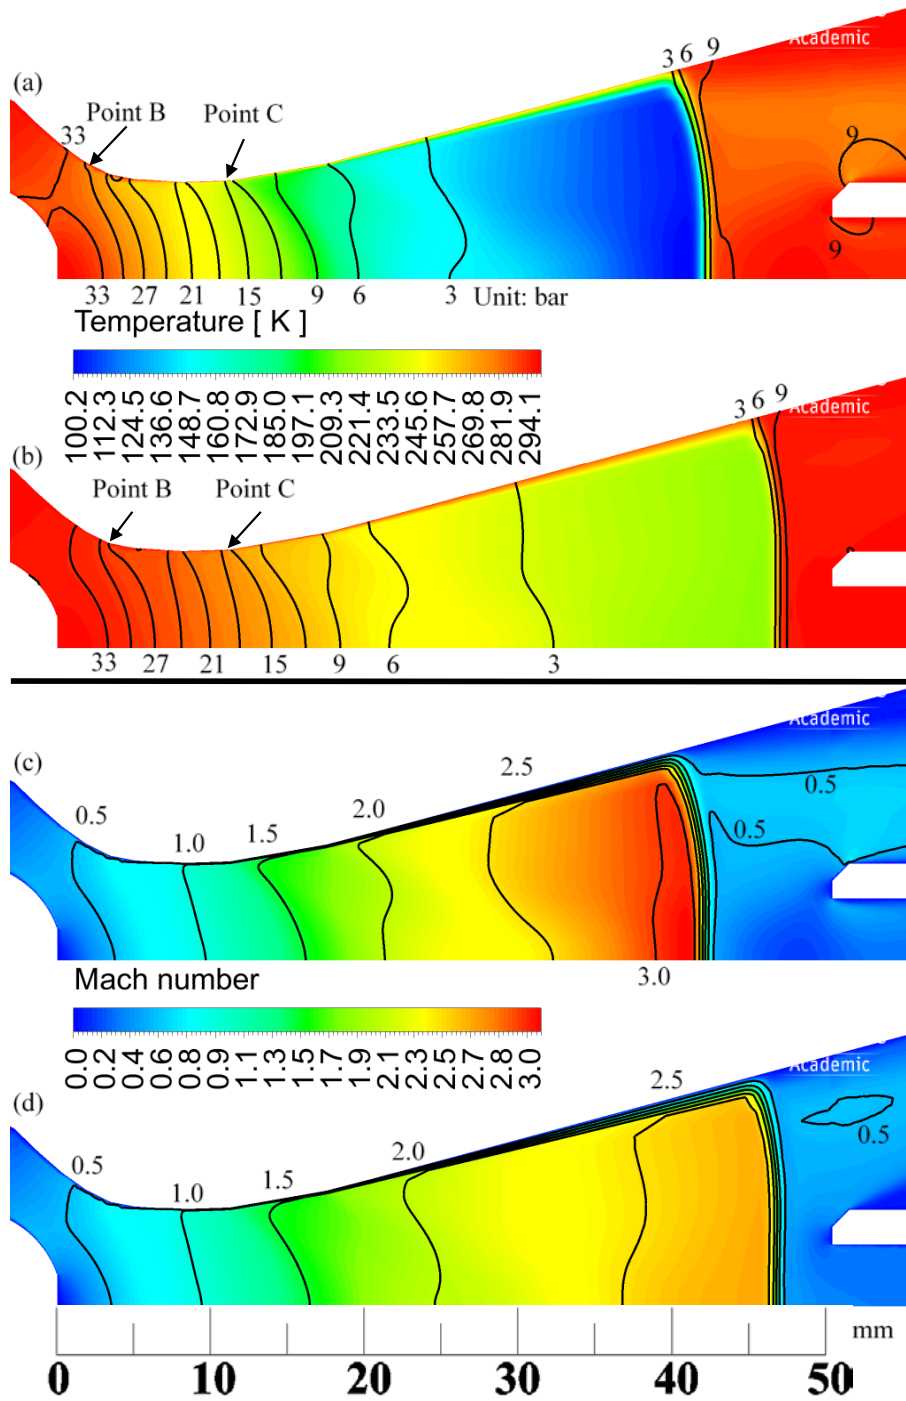 Academic
3 6 9
(a)
Point B
Point C
33
9
9
33 27 21 15 9 6 3 Unit: bar
Temperature [ K ]
100.2 112.3 124.5 136.6 148.7 160.8 172.9 185.0 197.1 209.3 221.4 233.5 245.6 257.7 269.8 281.9 294.1
3 6 9
Academic
(b)
Point B
Point C
33 27 21 15 9 6 3
Academic
(c)
2.5
0.5
2.0
0.5
1.0
1.5
0.5
Mach number
3.0
0.0 0.2 0.4 0.6 0.8 0.9 1.1 1.3 1.5 1.7 1.9 2.1 2.3 2.5 2.7 2.8 3.0
Academic
(d)
2.5
0.5
2.0
0.5
1.0
1.5
mm
0 10 20 30 40 50